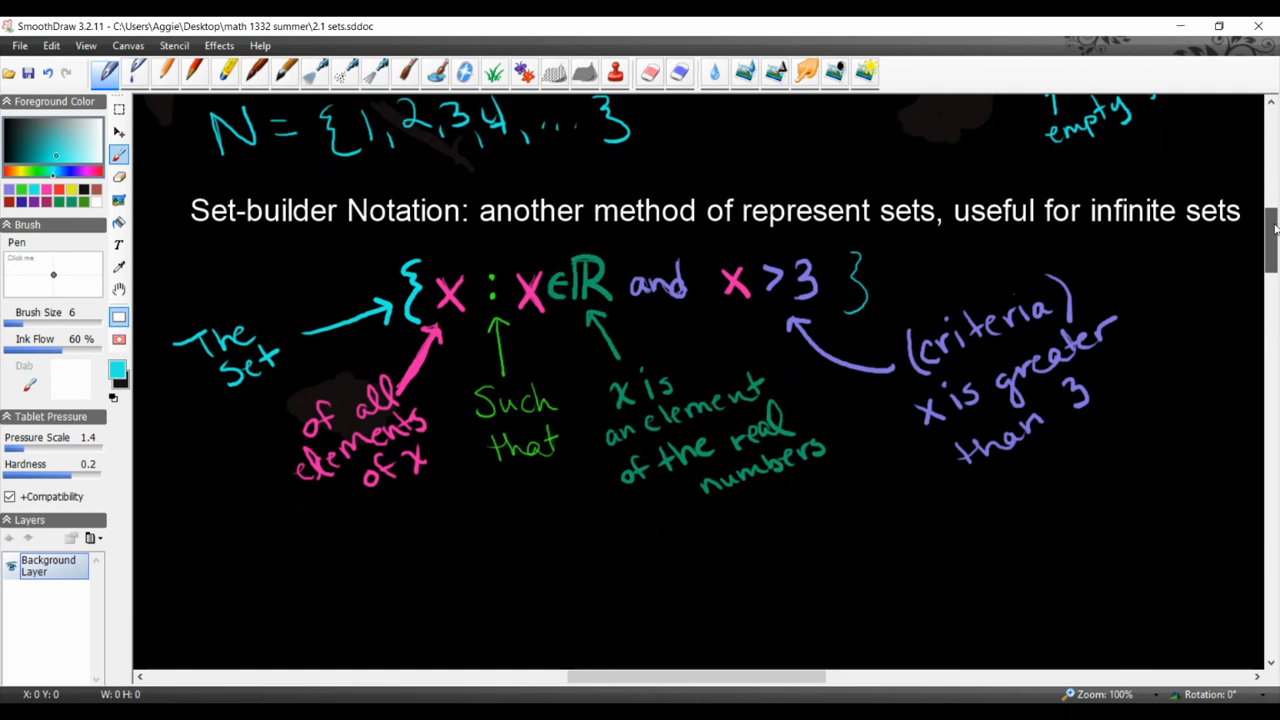 SmoothDraw 3.2.11 - C:\Users\Aggie\Desktop\math 1332 summer\2.1 sets.sddoc
File Edit View Canvas Stencil Effects Help
Foreground Color
Brush
Pen
Click me
Brush Size 6
Ink Flow 60 %
Dab
Tablet Pressure
Pressure Scale 1.4
Hardness 0.2
+Compatibility
Layers
Background
Layer
N = {1, 2, 3, 4, ... }
empty
Set-builder Notation: another method of represent sets, useful for infinite sets
{ x : x ∈ ℝ and x > 3 }
The
set
of all
elements
of x
Such
that
x is
an element
of the real
numbers
(criteria)
x is greater
than 3
X: 0 Y: 0 W: 0 H: 0 Zoom: 100% Rotation: 0°